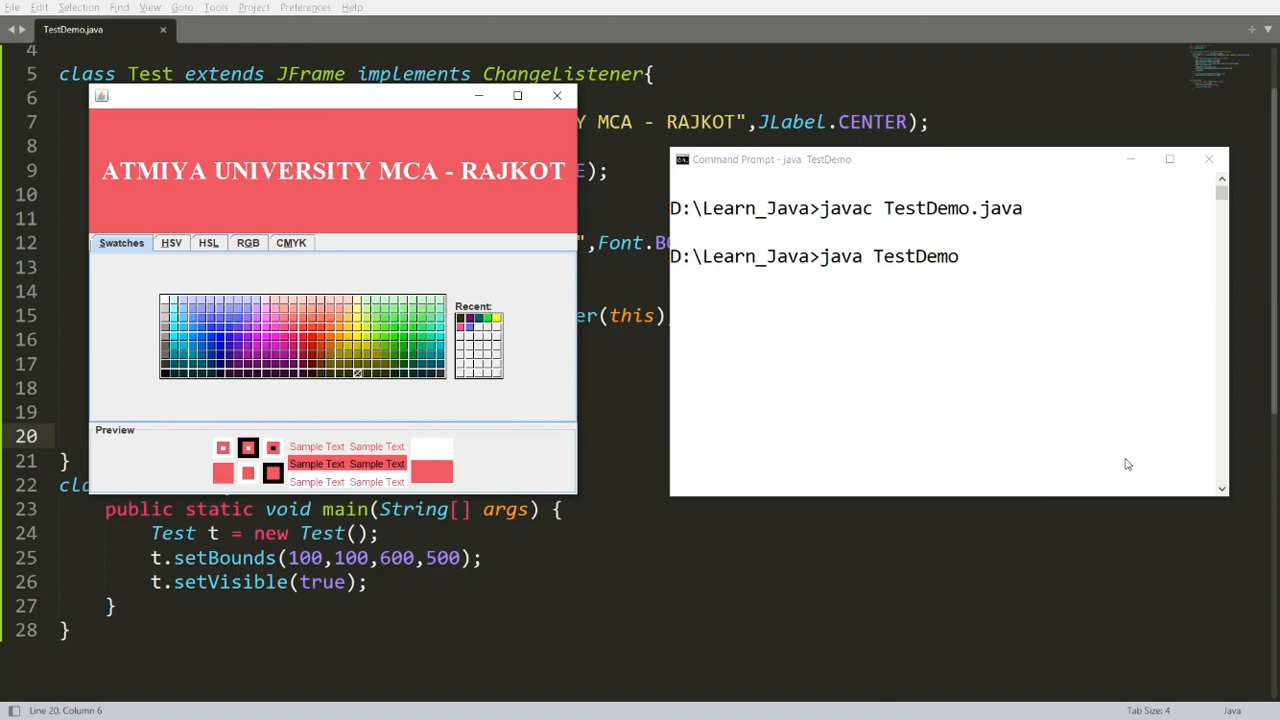 File Edit Selection Find View Goto Tools Project Preferences Help
TestDemo.java
4
5 class Test extends JFrame implements ChangeListener{
6
7 Y MCA - RAJKOT",JLabel.CENTER);
8
9 E);
10
11
12 ",Font.BO
13
14
15 er(this)
16
17
18
19
20
21 }
22 cla
23 public static void main(String[] args) {
24 Test t = new Test();
25 t.setBounds(100,100,600,500);
26 t.setVisible(true);
27 }
28 }
ATMIYA UNIVERSITY MCA - RAJKOT
Swatches HSV HSL RGB CMYK
Recent:
Preview
Sample Text Sample Text
Sample Text Sample Text
Sample Text Sample Text
Command Prompt - java TestDemo
D:\Learn_Java>javac TestDemo.java
D:\Learn_Java>java TestDemo
Line 20, Column 6
Tab Size: 4
Java